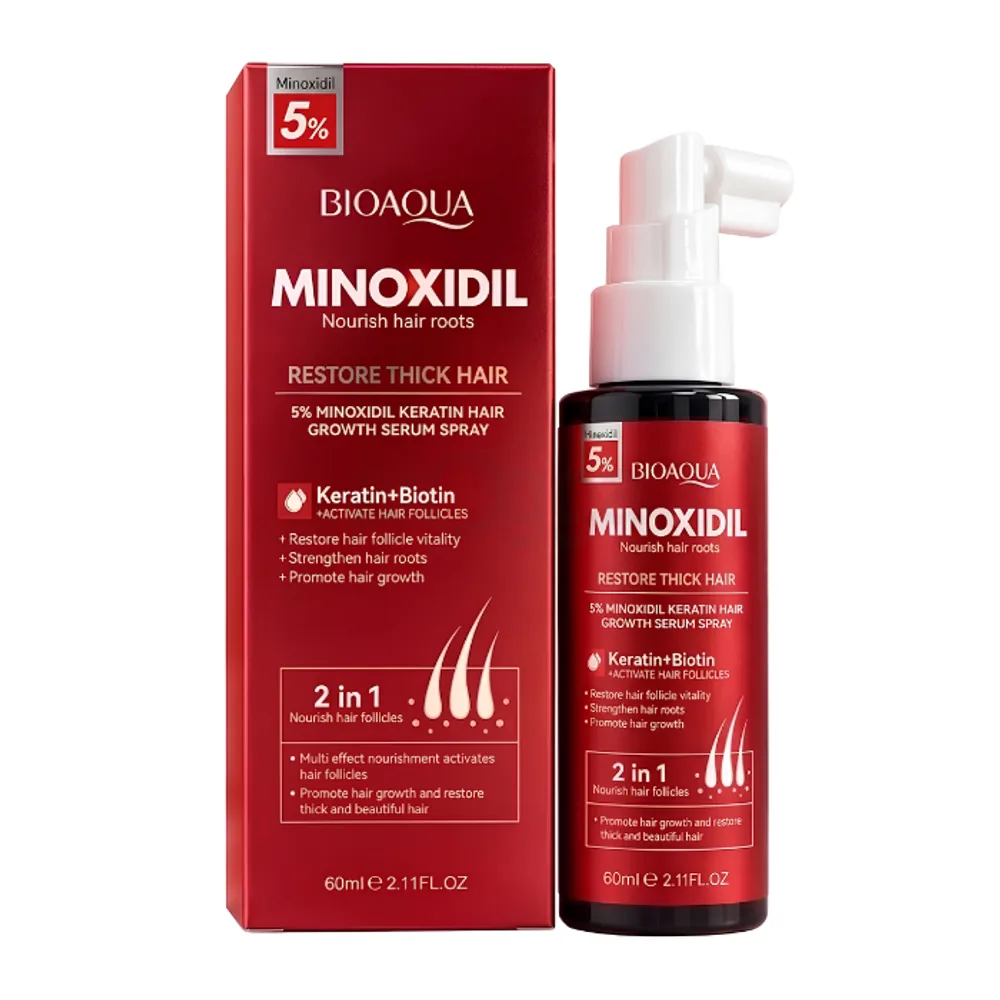 Minoxidil
5%
BIOAQUA
MINOXIDIL
Nourish hair roots
RESTORE THICK HAIR
5% MINOXIDIL KERATIN HAIR
GROWTH SERUM SPRAY
Keratin+Biotin
+ACTIVATE HAIR FOLLICLES
+ Restore hair follicle vitality
+ Strengthen hair roots
+ Promote hair growth
2 in 1
Nourish hair follicles
• Multi effect nourishment activates
hair follicles
• Promote hair growth and restore
thick and beautiful hair
60ml e 2.11FL.OZ
Minoxidil
5%
BIOAQUA
MINOXIDIL
Nourish hair roots
RESTORE THICK HAIR
5% MINOXIDIL KERATIN HAIR
GROWTH SERUM SPRAY
Keratin+Biotin
+ACTIVATE HAIR FOLLICLES
• Restore hair follicle vitality
• Strengthen hair roots
• Promote hair growth
2 in 1
Nourish hair follicles
• Promote hair growth and restore
thick and beautiful hair
60ml e 2.11FL.OZ